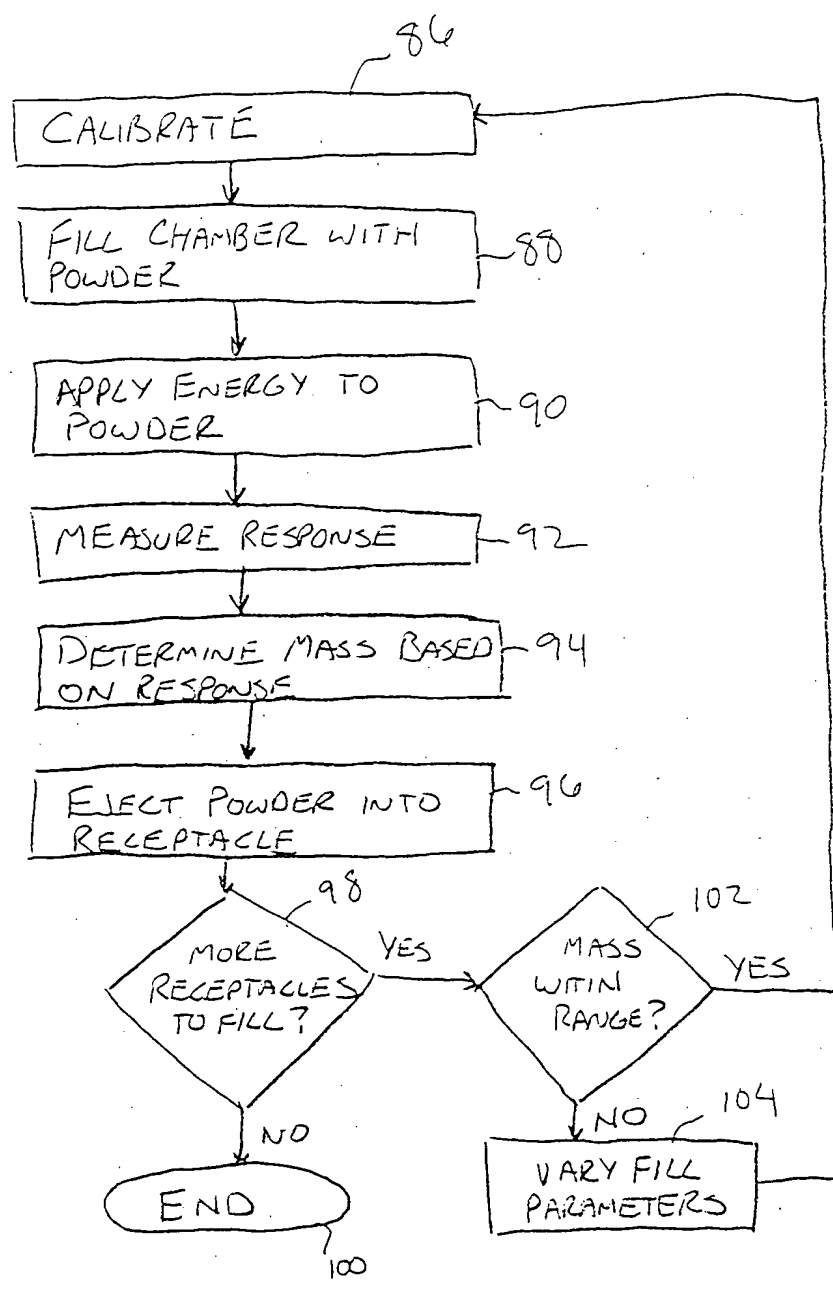 86
CALIBRATE
FILL CHAMBER WITH
POWDER
88
APPLY ENERGY TO
POWDER
90
MEASURE RESPONSE
92
DETERMINE MASS BASED
ON RESPONSE
94
EJECT POWDER INTO
RECEPTACLE
96
98
MORE
RECEPTACLES
TO FILL?
YES
102
MASS
WITIN
RANGE?
YES
NO
NO
104
VARY FILL
PARAMETERS
END
100